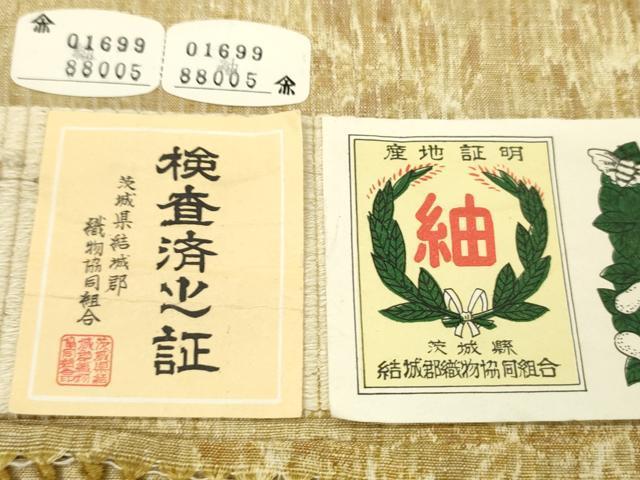 01699
88005
01699
88005
検査済之証
茨城県結城郡
織物協同組合
産地証明
紬
茨城縣
結城郡織物協同組合